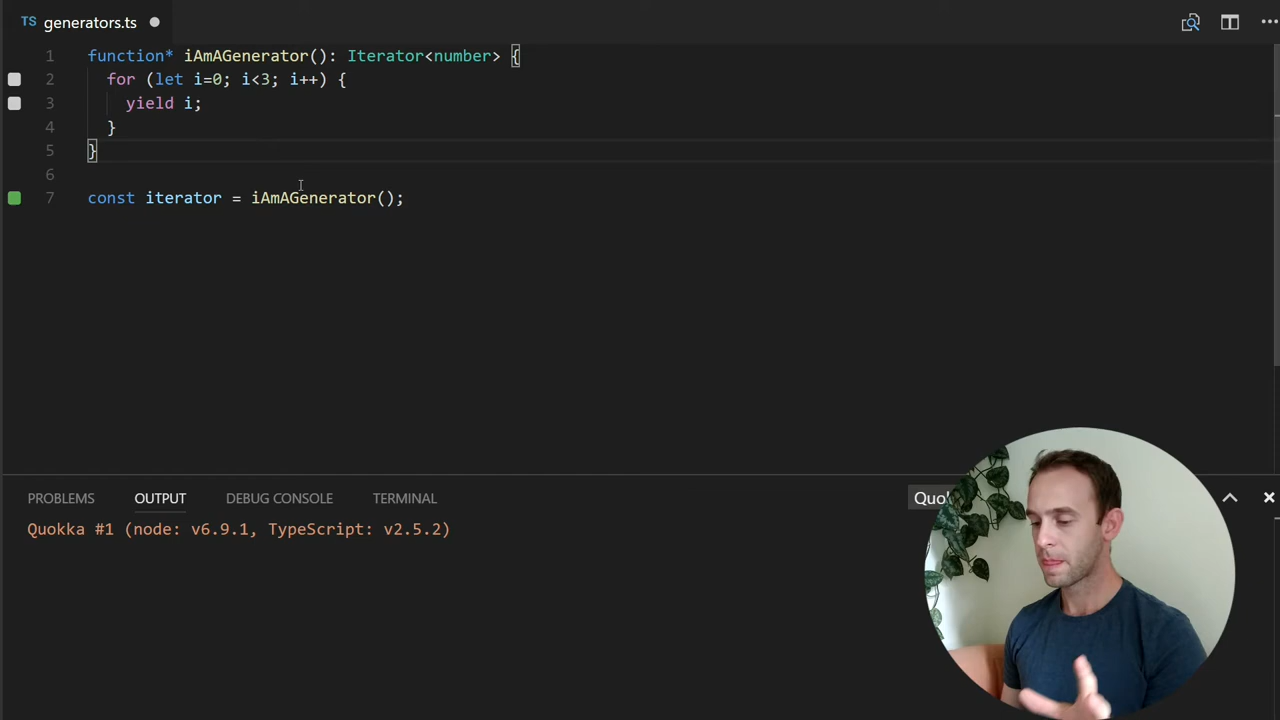 TS generators.ts
1 function* iAmAGenerator(): Iterator<number> {
2 for (let i=0; i<3; i++) {
3 yield i;
4 }
5 }
6
7 const iterator = iAmAGenerator();
PROBLEMS OUTPUT DEBUG CONSOLE TERMINAL
Quokka #1 (node: v6.9.1, TypeScript: v2.5.2)